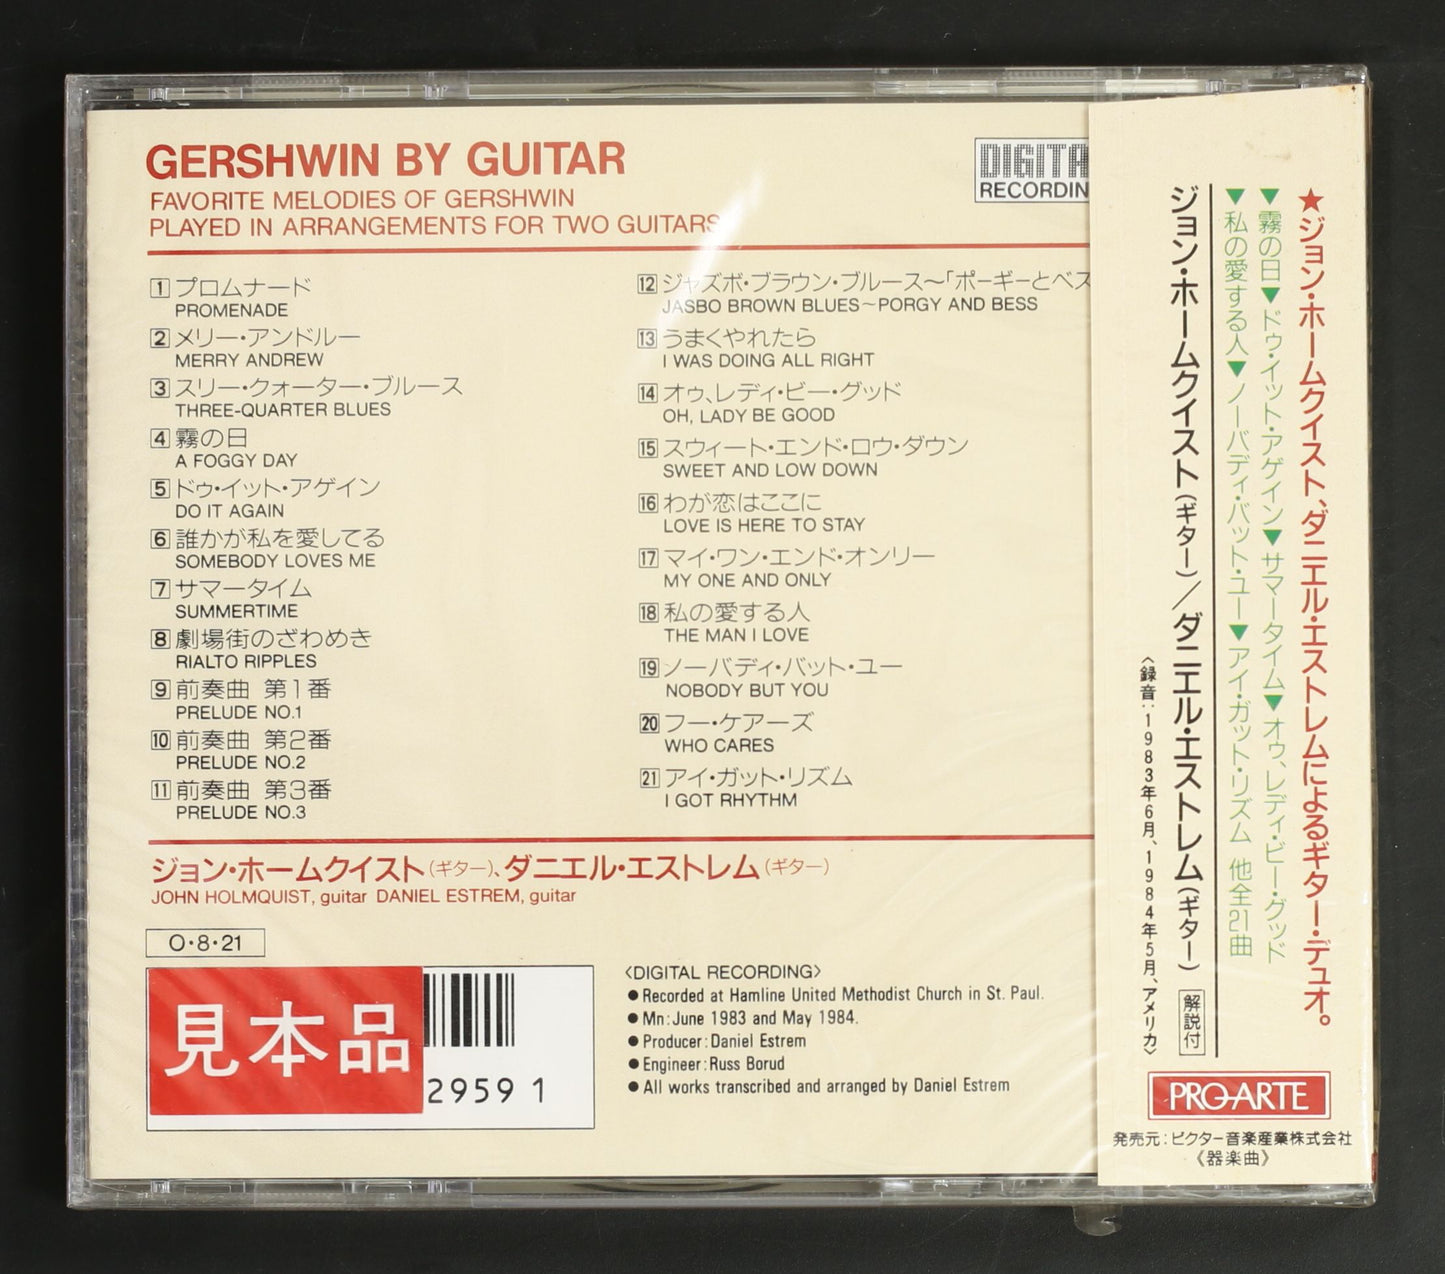 GERSHWIN BY GUITAR
FAVORITE MELODIES OF GERSHWIN
PLAYED IN ARRANGEMENTS FOR TWO GUITARS
DIGITA
RECORDIN
1 プロムナード
PROMENADE
2 メリー・アンドルー
MERRY ANDREW
3 スリー・クォーター・ブルース
THREE-QUARTER BLUES
4 霧の日
A FOGGY DAY
5 ドゥ・イット・アゲイン
DO IT AGAIN
6 誰かが私を愛してる
SOMEBODY LOVES ME
7 サマータイム
SUMMERTIME
8 劇場街のざわめき
RIALTO RIPPLES
9 前奏曲 第1番
PRELUDE NO.1
10 前奏曲 第2番
PRELUDE NO.2
11 前奏曲 第3番
PRELUDE NO.3
12 ジャズボ・ブラウン・ブルース〜「ポーギーとベス
JASBO BROWN BLUES〜PORGY AND BESS
13 うまくやれたら
I WAS DOING ALL RIGHT
14 オゥ、レディ・ビー・グッド
OH, LADY BE GOOD
15 スウィート・エンド・ロウ・ダウン
SWEET AND LOW DOWN
16 わが恋はここに
LOVE IS HERE TO STAY
17 マイ・ワン・エンド・オンリー
MY ONE AND ONLY
18 私の愛する人
THE MAN I LOVE
19 ノーバディ・バット・ユー
NOBODY BUT YOU
20 フー・ケアーズ
WHO CARES
21 アイ・ガット・リズム
I GOT RHYTHM
ジョン・ホームクイスト(ギター)、ダニエル・エストレム(ギター)
JOHN HOLMQUIST, guitar DANIEL ESTREM, guitar
O・8・21
見本品
29591
〈DIGITAL RECORDING〉
●Recorded at Hamline United Methodist Church in St. Paul.
●Mn:June 1983 and May 1984.
●Producer:Daniel Estrem
●Engineer:Russ Borud
●All works transcribed and arranged by Daniel Estrem
★ジョン・ホームクイスト、ダニエル・エストレムによるギター・デュオ。
▼霧の日▼ドゥ・イット・アゲイン▼サマータイム▼オゥ、レディ・ビー・グッド
▼私の愛する人▼ノーバディ・バット・ユー▼アイ・ガット・リズム 他全21曲
ジョン・ホームクイスト(ギター)／ダニエル・エストレム(ギター) 解説付
〈録音:1983年6月、1984年5月、アメリカ〉
PRO-ARTE
発売元:ビクター音楽産業株式会社
《器楽曲》